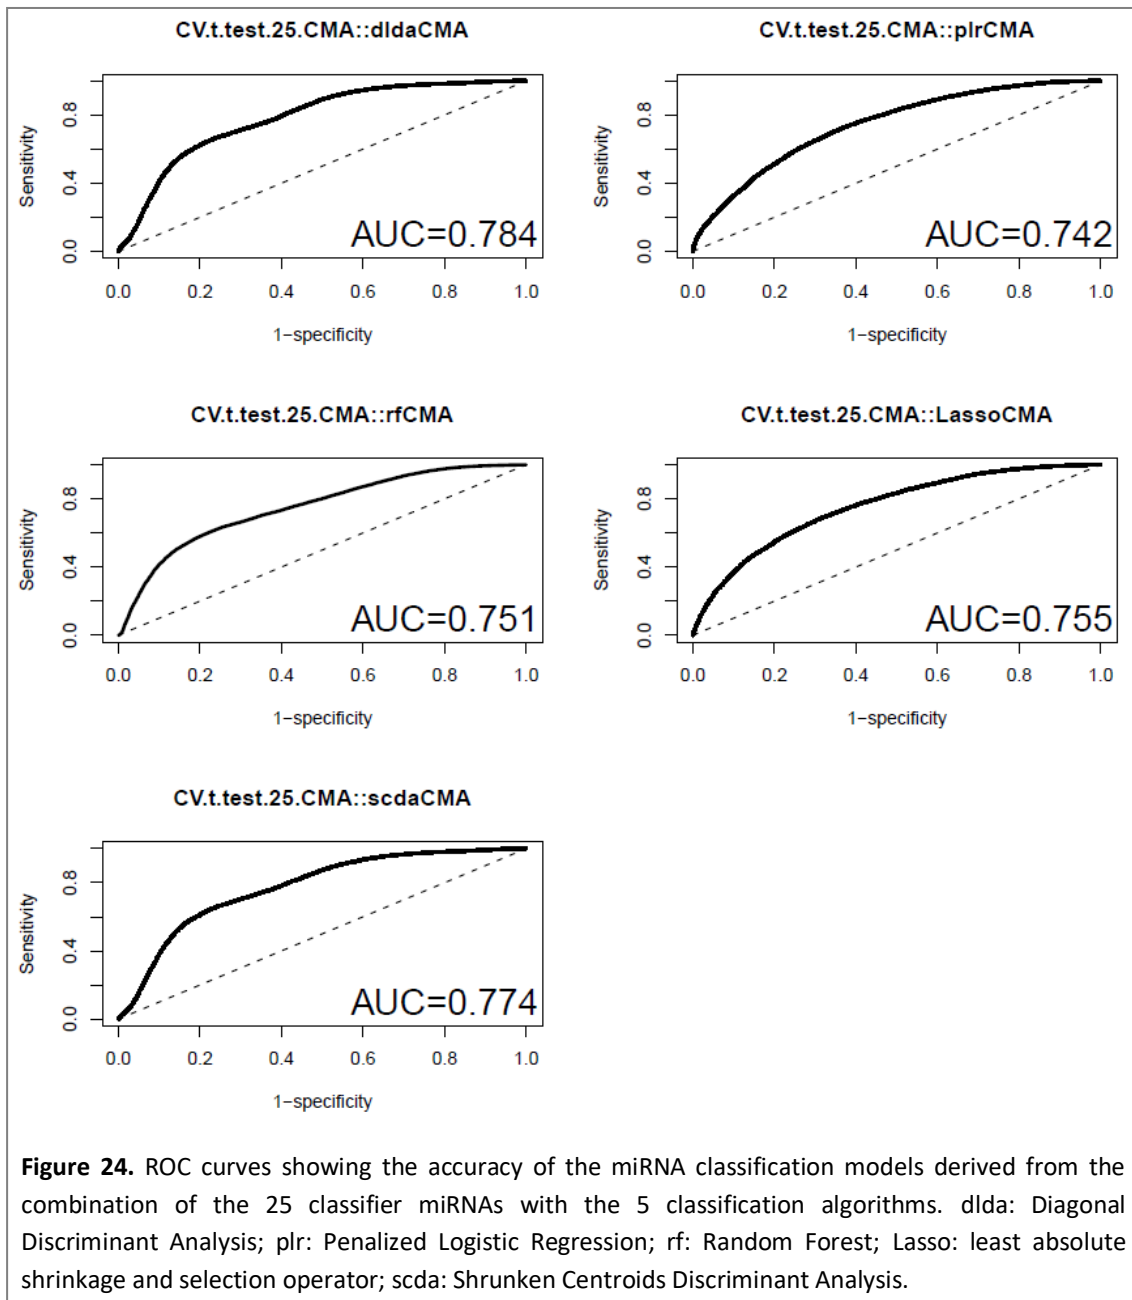 CV.t.test.25.CMA::dldaCMA
Sensitivity
0.0 0.4 0.8
AUC=0.784
0.0 0.2 0.4 0.6 0.8 1.0
1−specificity
CV.t.test.25.CMA::plrCMA
Sensitivity
0.0 0.4 0.8
AUC=0.742
0.0 0.2 0.4 0.6 0.8 1.0
1−specificity
CV.t.test.25.CMA::rfCMA
Sensitivity
0.0 0.4 0.8
AUC=0.751
0.0 0.2 0.4 0.6 0.8 1.0
1−specificity
CV.t.test.25.CMA::LassoCMA
Sensitivity
0.0 0.4 0.8
AUC=0.755
0.0 0.2 0.4 0.6 0.8 1.0
1−specificity
CV.t.test.25.CMA::scdaCMA
Sensitivity
0.0 0.4 0.8
AUC=0.774
0.0 0.2 0.4 0.6 0.8 1.0
1−specificity
Figure 24. ROC curves showing the accuracy of the miRNA classification models derived from the
combination of the 25 classifier miRNAs with the 5 classification algorithms. dlda: Diagonal
Discriminant Analysis; plr: Penalized Logistic Regression; rf: Random Forest; Lasso: least absolute
shrinkage and selection operator; scda: Shrunken Centroids Discriminant Analysis.